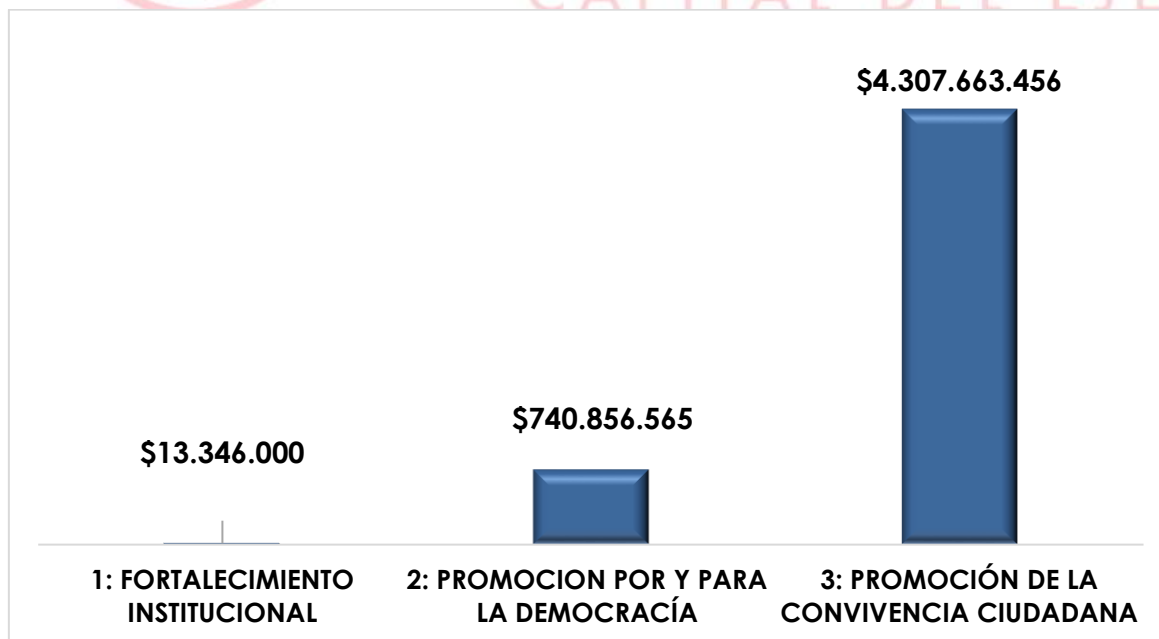 $4.307.663.456
$740.856.565
$13.346.000
1: FORTALECIMIENTO
INSTITUCIONAL
2: PROMOCION POR Y PARA
LA DEMOCRACÍA
3: PROMOCIÓN DE LA
CONVIVENCIA CIUDADANA